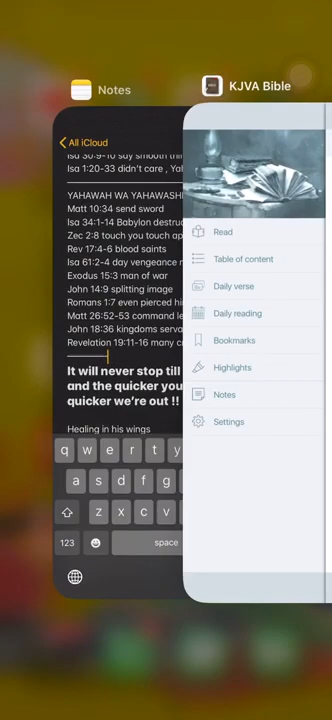 Notes
KJVA Bible
All iCloud
Isa 30:9-10 say smooth thi
Isa 1:20-33 didn't care , Yah
YAHAWAH WA YAHAWASHI
Matt 10:34 send sword
Isa 34:1-14 Babylon destruc
Zec 2:8 touch you touch ap
Rev 17:4-6 blood saints
Isa 61:2-4 day vengeance r
Exodus 15:3 man of war
John 14:9 splitting image
Romans 1:7 even pierced hi
Matt 26:52-53 command le
John 18:36 kingdoms serva
Revelation 19:11-16 many c
It will never stop till
and the quicker you
quicker we're out !!
Healing in his wings
q w e r t y
a s d f g
z x c v
123 space
Read
Table of content
Daily verse
Daily reading
Bookmarks
Highlights
Notes
Settings